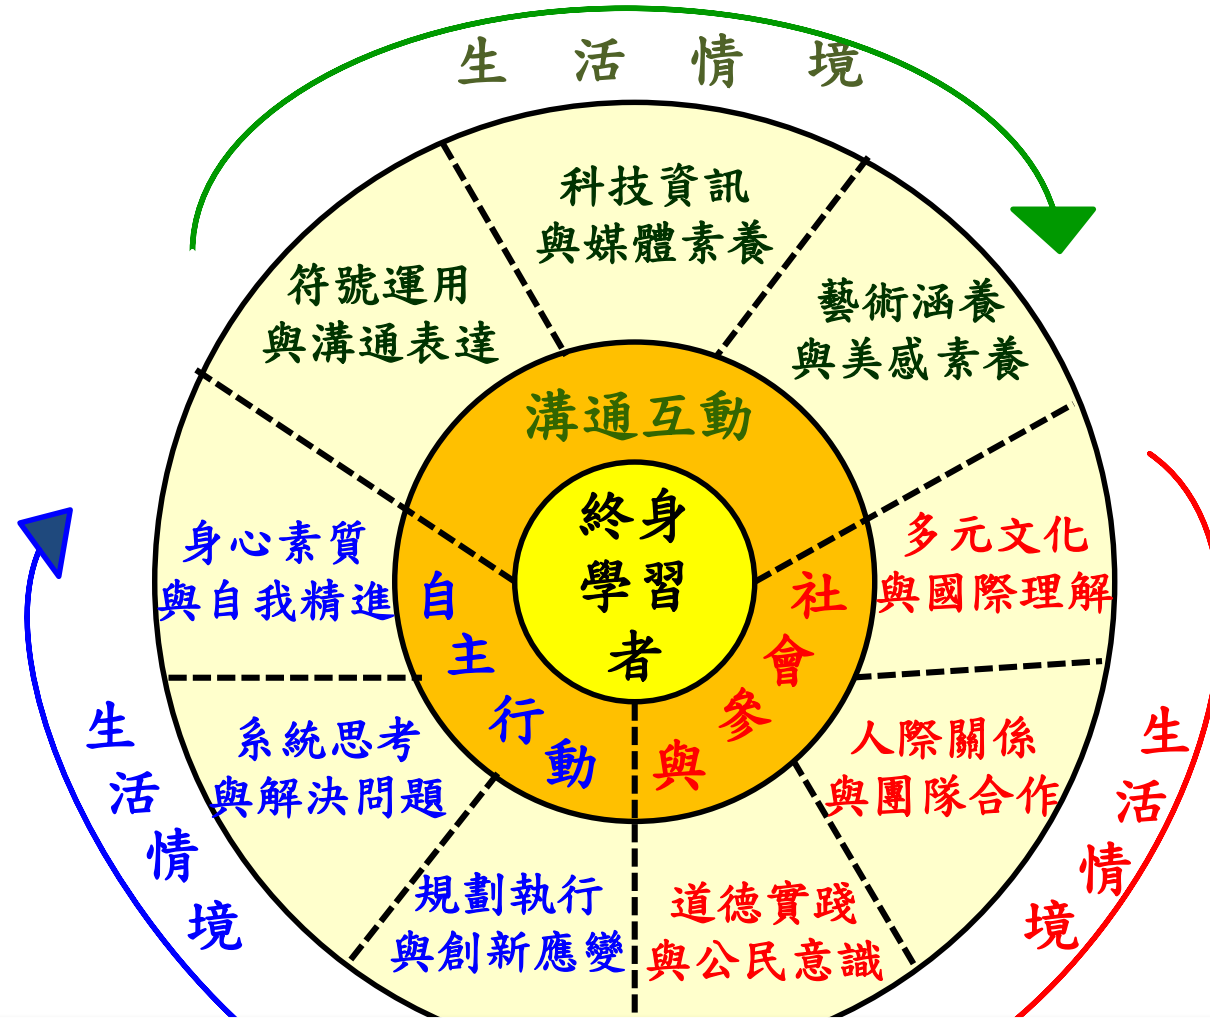 生活情境
科技資訊
與媒體素養
符號運用
與溝通表達
藝術涵養
與美感素養
溝通互動
終身
學習
者
身心素質
與自我精進
自主行動
社會參與
多元文化
與國際理解
系統思考
與解決問題
人際關係
與團隊合作
規劃執行
與創新應變
道德實踐
與公民意識
生活情境
生活情境